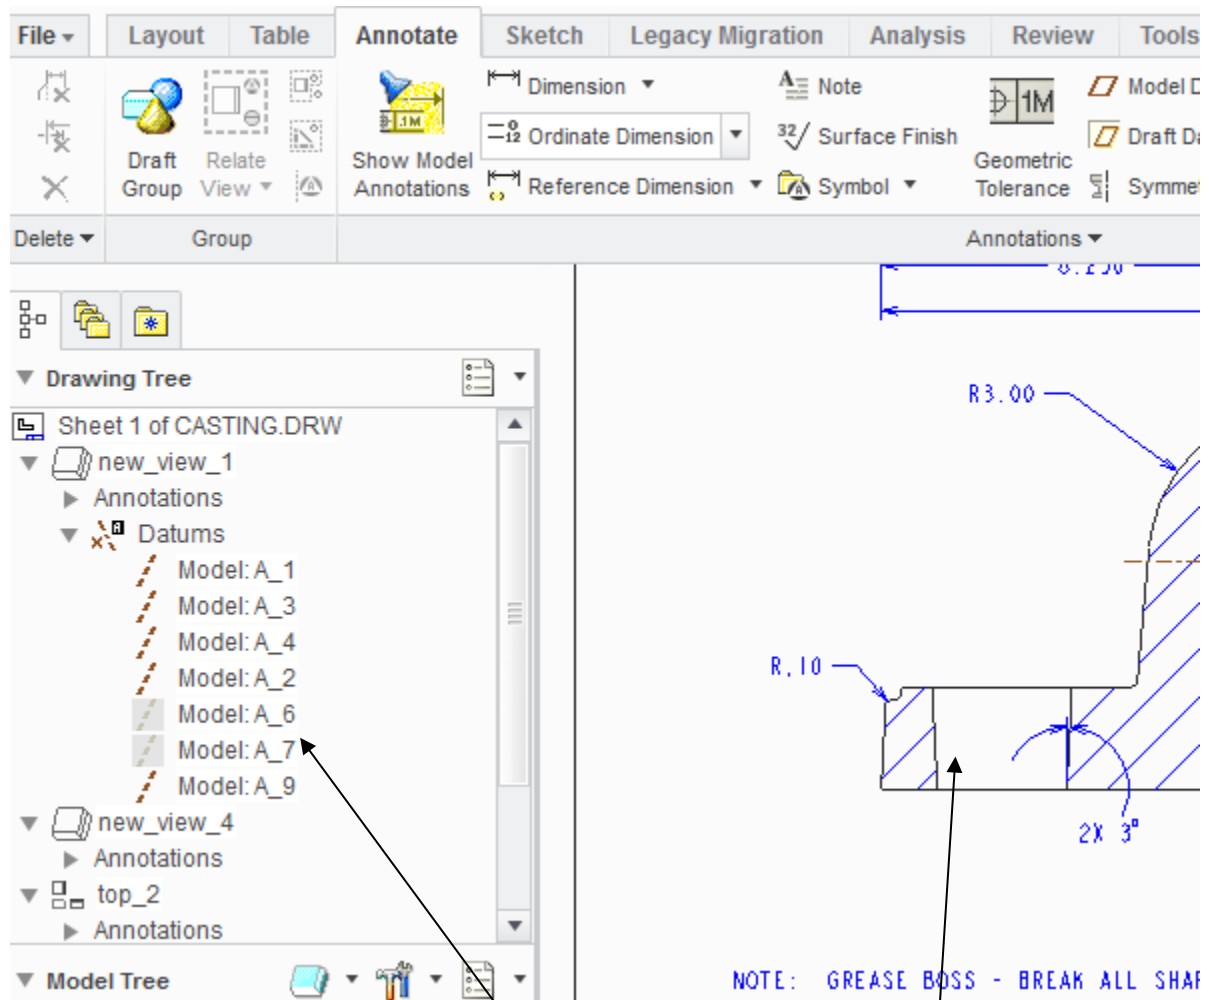 File Layout Table Annotate Sketch Legacy Migration Analysis Review Tools
Draft Group
Relate View
Show Model Annotations
Dimension
Ordinate Dimension
Reference Dimension
Note
Surface Finish
Symbol
Geometric Tolerance
Model
Draft
Delete Group Annotations
R3.00
R.10
2X 3°
NOTE: GREASE BOSS - BREAK ALL
Drawing Tree
Sheet 1 of CASTING.DRW
new_view_1
Annotations
Datums
Model: A_1
Model: A_3
Model: A_4
Model: A_2
Model: A_6
Model: A_7
Model: A_9
new_view_4
Annotations
top_2
Annotations
Model Tree